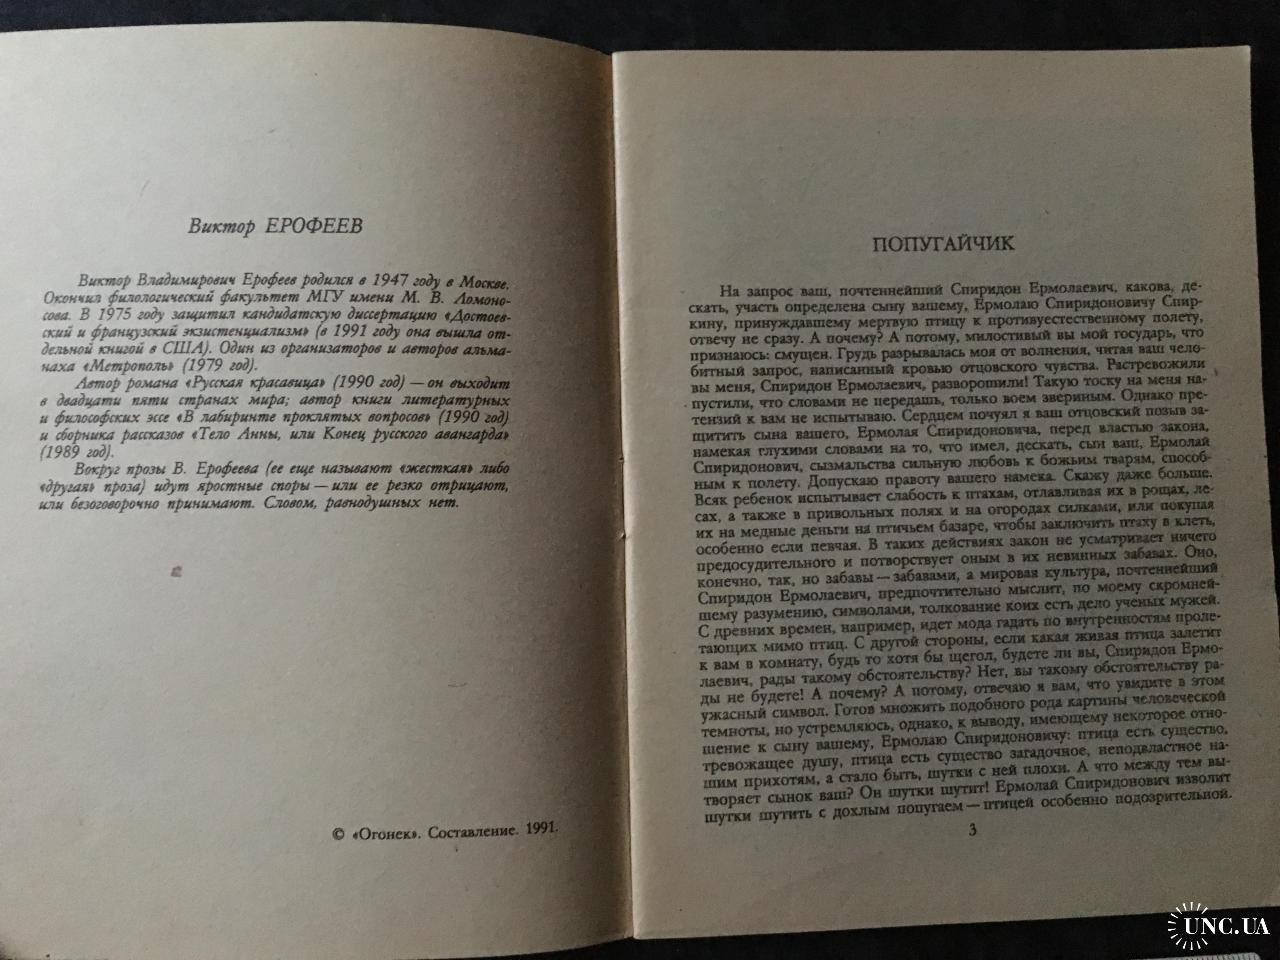 Виктор ЕРОФЕЕВ
Виктор Владимирович Ерофеев родился в 1947 году в Москве.
Окончил филологический факультет МГУ имени М. В. Ломоно-
сова. В 1975 году защитил кандидатскую диссертацию «Достоев-
ский и французский экзистенциализм» (в 1991 году она вышла от-
дельной книгой в США). Один из организаторов и авторов альма-
наха «Метрополь» (1979 год).
Автор романа «Русская красавица» (1990 год) — он выходит
в двадцати пяти странах мира; автор книги литературных
и философских эссе «В лабиринте проклятых вопросов» (1990 год)
и сборника рассказов «Тело Анны, или Конец русского авангарда»
(1989 год).
Вокруг прозы В. Ерофеева (ее еще называют «жесткая» либо
«другая» проза) идут яростные споры — или ее резко отрицают,
или безоговорочно принимают. Словом, равнодушных нет.
© «Огонек». Составление. 1991.
ПОПУГАЙЧИК
На запрос ваш, почтеннейший Спиридон Ермолаевич, какова, де-
скать, участь определена сыну вашему, Ермолаю Спиридоновичу Спир-
кину, принуждавшему мертвую птицу к противуестественному полету,
отвечу не сразу. А почему? А потому, милостивый вы мой государь, что
признаюсь: смущен. Грудь разрывалась моя от волнения, читая ваш чело-
битный запрос, написанный кровью отцовского чувства. Растревожили
вы меня, Спиридон Ермолаевич, разворошили! Такую тоску на меня на-
пустили, что словами не передашь, только воем звериным. Однако пре-
тензий к вам не испытываю. Сердцем почуял я ваш отцовский позыв за-
щитить сына вашего, Ермолая Спиридоновича, перед властью закона,
намекая глухими словами на то, что имел, дескать, сын ваш, Ермолай
Спиридонович, сызмальства сильную любовь к божьим тварям, способ-
ным к полету. Допускаю правоту вашего намека. Скажу даже больше.
Всяк ребенок испытывает слабость к птахам, отлавливая их в рощах, ле-
сах, а также в привольных полях и на огородах силками, или покупая
их на медные деньги на птичьем базаре, чтобы заключить птаху в клеть,
особенно если певчая. В таких действиях закон не усматривает ничего
предосудительного и потворствует оным в их невинных забавах. Оно,
конечно, так, но забавы — забавами, а мировая культура, почтеннейший
Спиридон Ермолаевич, предпочтительно мыслит, по моему скромней-
шему разумению, символами, толкование коих есть дело ученых мужей.
С древних времен, например, идет мода гадать по внутренностям проле-
тающих мимо птиц. С другой стороны, если какая живая птица залетит
к вам в комнату, будь то хотя бы щегол, будете ли вы, Спиридон Ермо-
лаевич, рады такому обстоятельству? Нет, вы такому обстоятельству ра-
ды не будете! А почему? А потому, отвечаю я вам, что увидите в этом
ужасный символ. Готов множить подобного рода картины человеческой
темноты, но устремляюсь, однако, к выводу, имеющему некоторое отно-
шение к сыну вашему, Ермолаю Спиридоновичу: птица есть существо,
тревожащее душу, птица есть существо загадочное, неподвластное на-
шим прихотям, а стало быть, шутки с ней плохи. А что между тем вы-
творяет сынок ваш? Он шутки шутит! Ермолай Спиридонович изволит
шутки шутить с дохлым попугаем — птицей особенно подозрительной.
3
UNC.UA